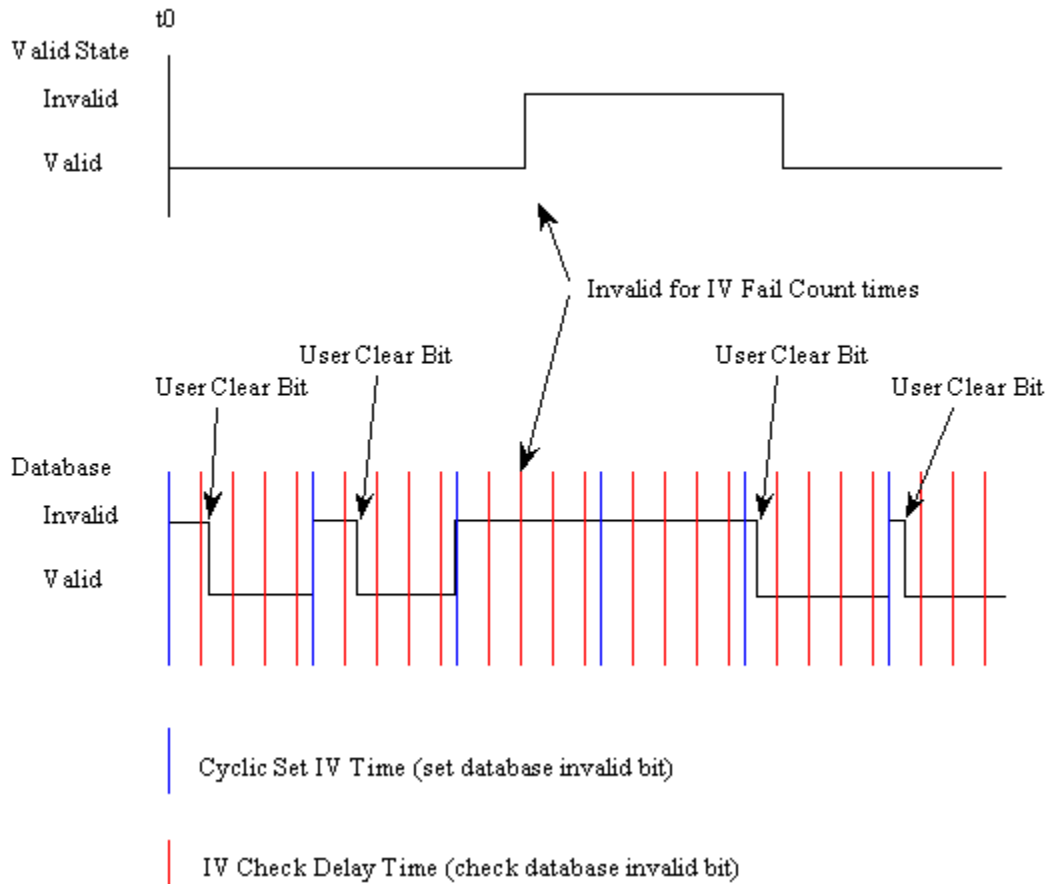 t0
Valid State
Invalid
Valid
Invalid for IV Fail Count times
User Clear Bit
User Clear Bit
User Clear Bit
User Clear Bit
Database
Invalid
Valid
Cyclic Set IV Time (set database invalid bit)
IV Check Delay Time (check database invalid bit)